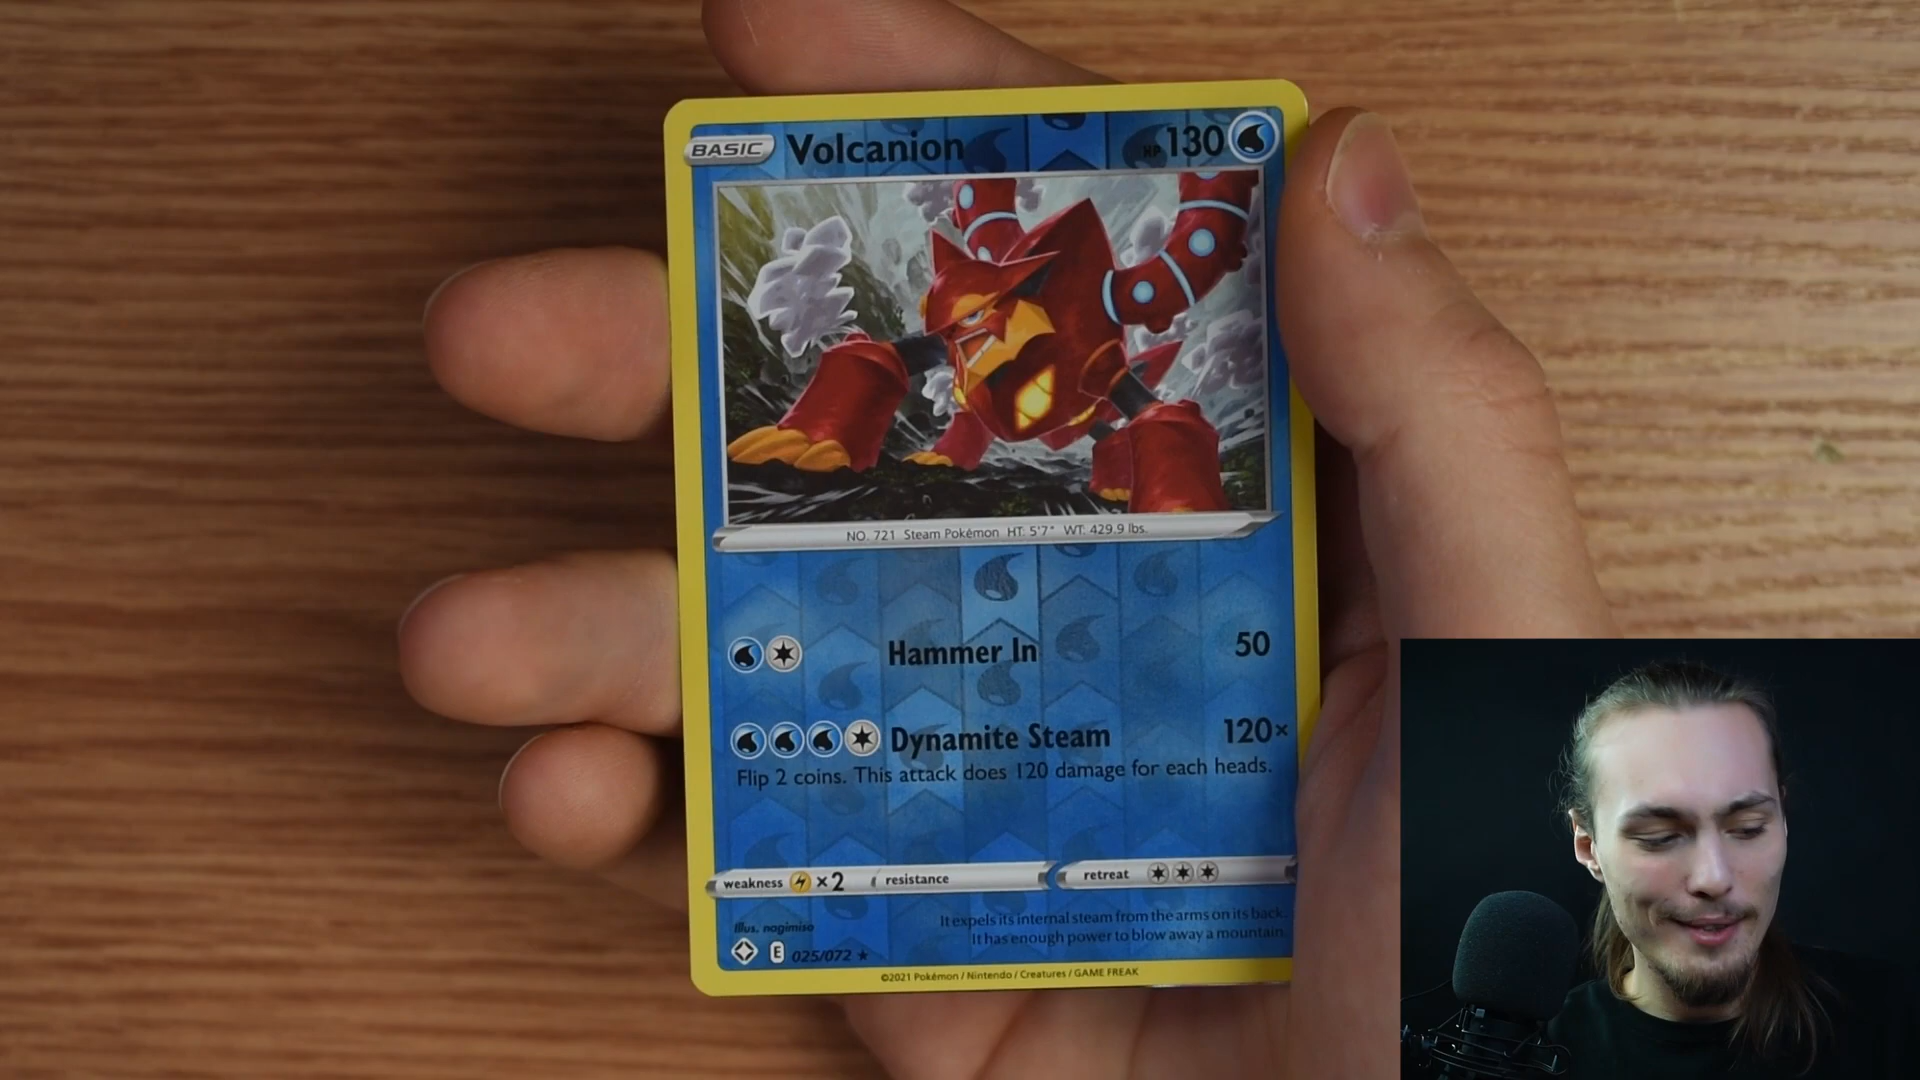 BASIC Volcanion HP 130
NO. 721 Steam Pokémon HT: 5'7" WT: 429.9 lbs.
Hammer In 50
Dynamite Steam 120×
Flip 2 coins. This attack does 120 damage for each heads.
weakness ×2 resistance retreat
Illus. nagimiso
It expels its internal steam from the arms on its back.
It has enough power to blow away a mountain.
E 025/072 ★
©2021 Pokémon / Nintendo / Creatures / GAME FREAK